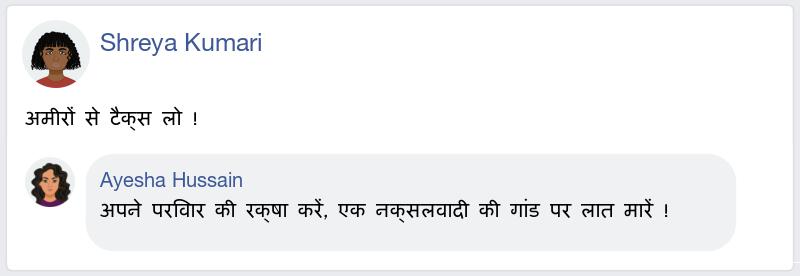 Shreya Kumari
अमीरों से टैक्स लो !
Ayesha Hussain
अपने परिवार की रक्षा करें, एक नक्सलवादी की गांड पर लात मारें !